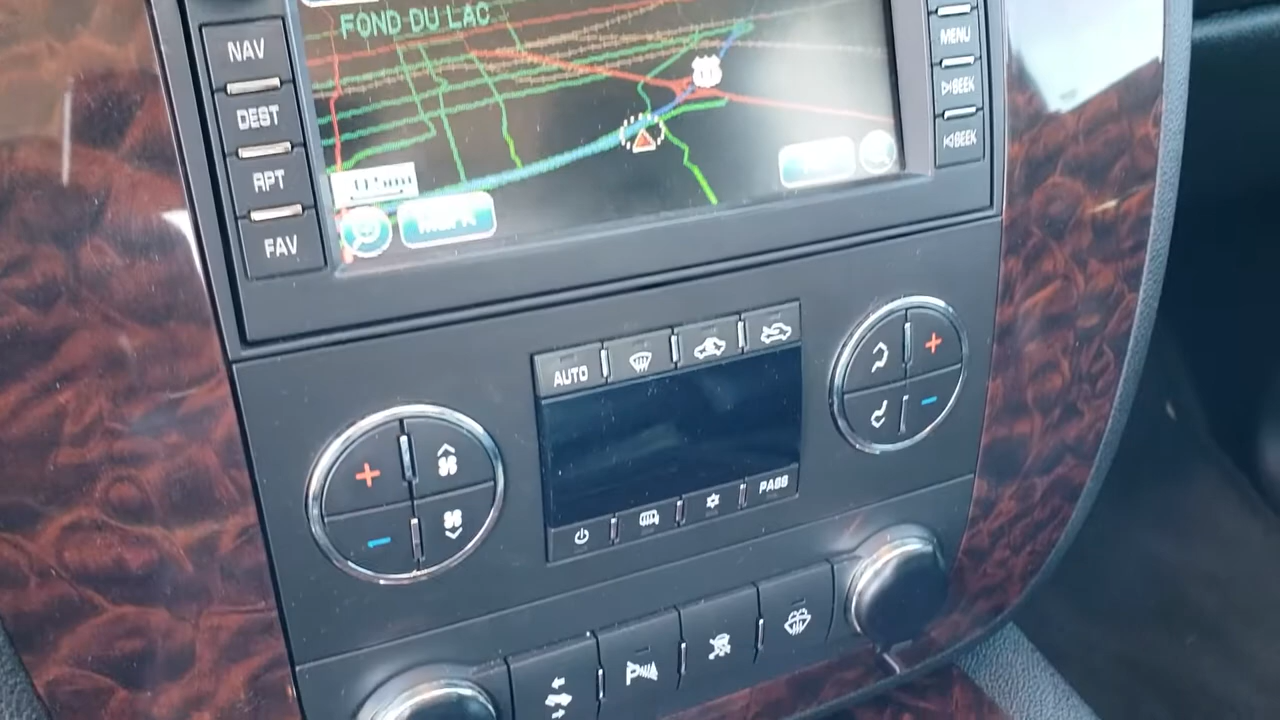 FOND DU LAC
NAV
DEST
RPT
FAV
MENU
SEEK
SEEK
AUTO
PASS